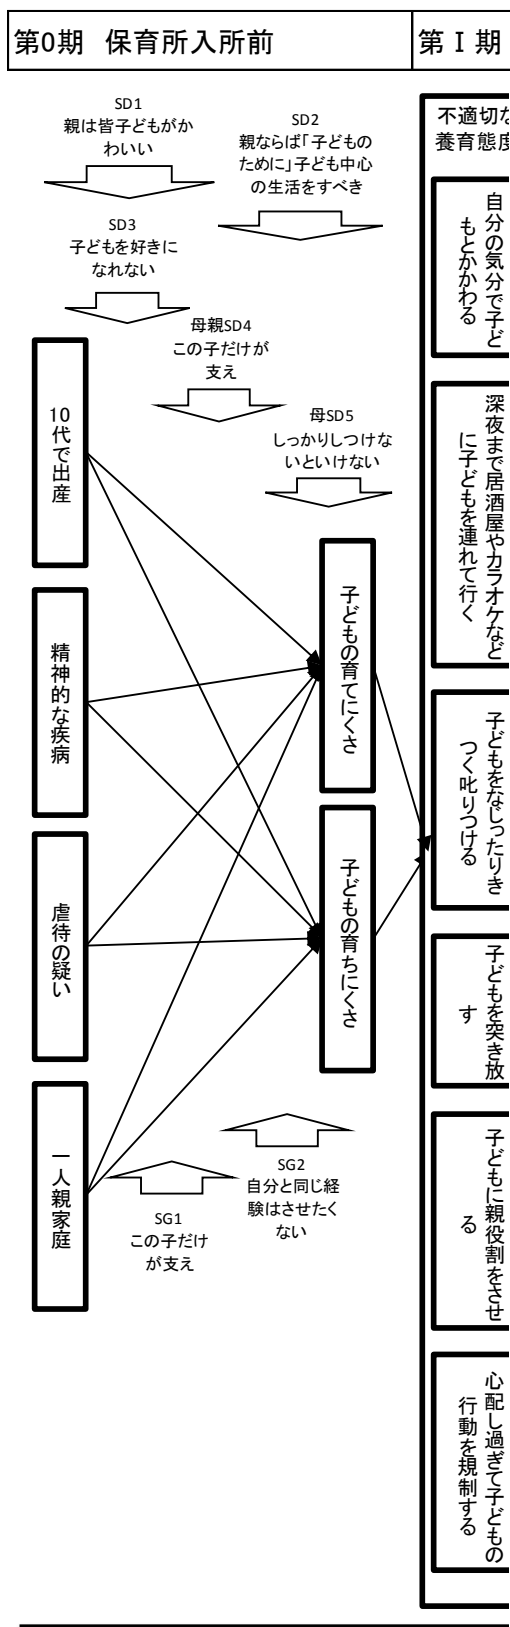 第0期 保育所入所前
第Ⅰ期
SD1
親は皆子どもがか
わいい
SD2
親ならば「子どもの
ために」子ども中心
の生活をすべき
SD3
子どもを好きに
なれない
母親SD4
この子だけが
支え
母SD5
しっかりしつけな
いといけない
10代で出産
精神的な疾病
虐待の疑い
一人親家庭
子どもの育てにくさ
子どもの育ちにくさ
SG1
この子だけ
が支え
SG2
自分と同じ経
験はさせたく
ない
不適切な
養育態度
自分の気分で子ど
もとかかわる
深夜まで居酒屋やカラオケなど
に子どもを連れて行く
子どもをなじったりき
つく叱りつける
子どもを突き放
す
子どもに親役割をさせ
る
心配し過ぎて子どもの
行動を規制する